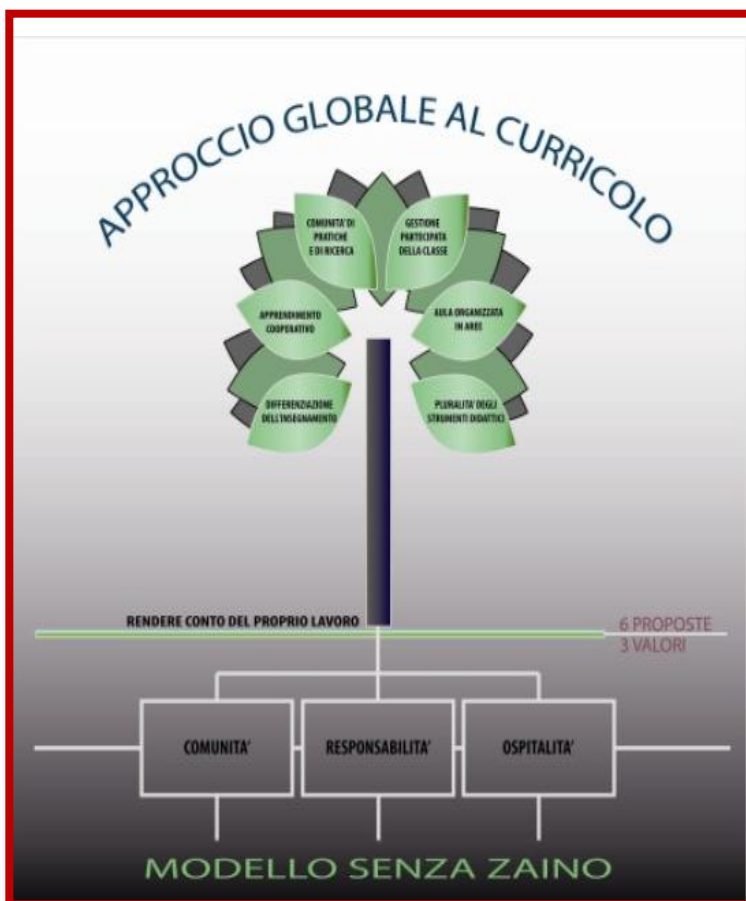 APPROCCIO GLOBALE AL CURRICOLO
COMUNITA' DI
PRATICHE
E DI RICERCA
GESTIONE
PARTECIPATA
DELLA CLASSE
APPRENDIMENTO
COOPERATIVO
AULA ORGANIZZATA
IN AREE
DIFFERENZIAZIONE
DELL'INSEGNAMENTO
PLURALITA' DEGLI
STRUMENTI DIDATTICI
RENDERE CONTO DEL PROPRIO LAVORO
6 PROPOSTE
3 VALORI
COMUNITA'
RESPONSABILITA'
OSPITALITA'
MODELLO SENZA ZAINO